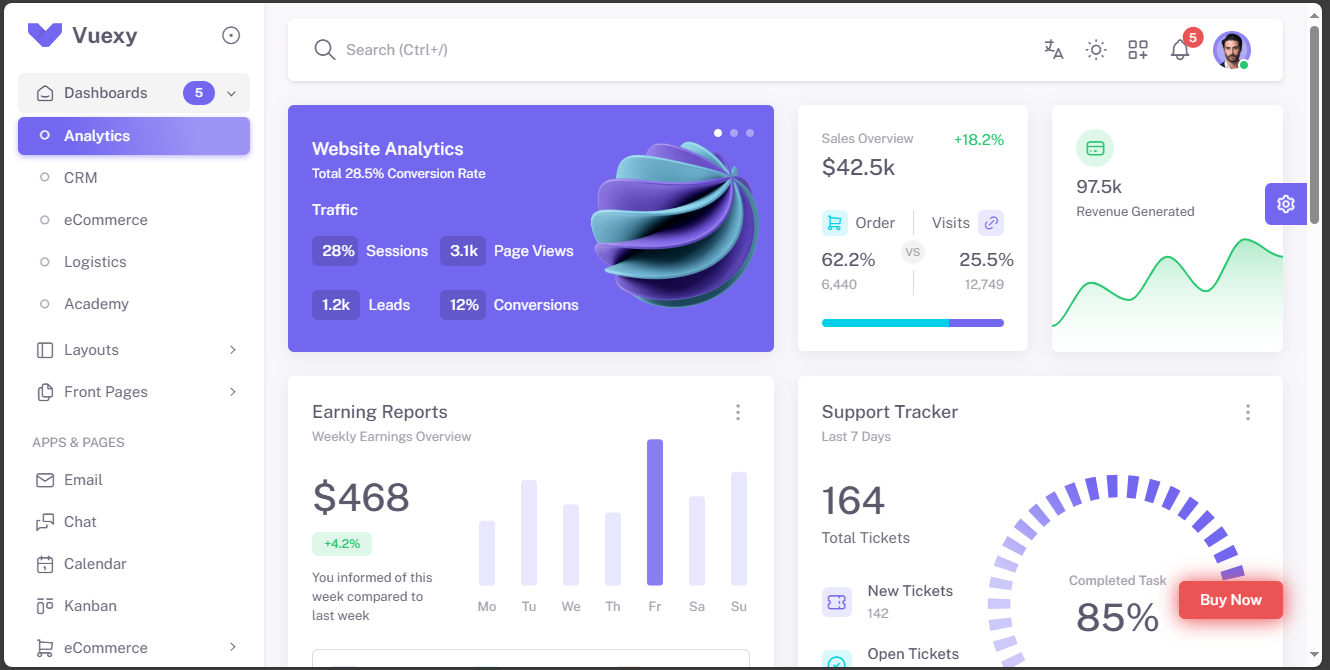 Vuexy
Dashboards 5
Analytics
CRM
eCommerce
Logistics
Academy
Layouts
Front Pages
APPS & PAGES
Email
Chat
Calendar
Kanban
eCommerce
Search (Ctrl+/)
5
Website Analytics
Total 28.5% Conversion Rate
Traffic
28% Sessions 3.1k Page Views
1.2k Leads 12% Conversions
Sales Overview +18.2%
$42.5k
Order Visits
VS
62.2% 25.5%
6,440 12,749
97.5k
Revenue Generated
Earning Reports
Weekly Earnings Overview
$468
+4.2%
You informed of this
week compared to
last week
Mo Tu We Th Fr Sa Su
Support Tracker
Last 7 Days
164
Total Tickets
New Tickets
142
Open Tickets
Completed Task
85%
Buy Now